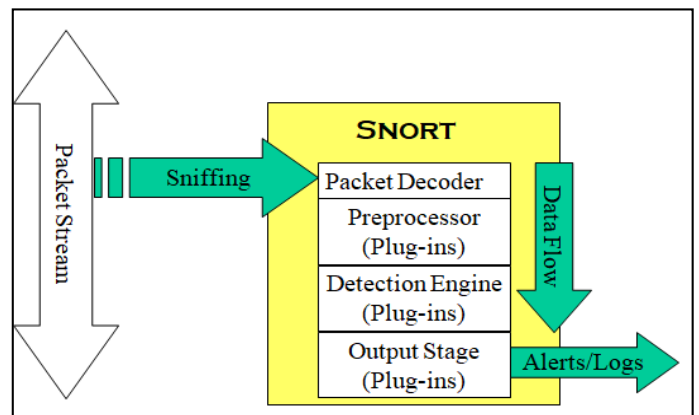 SNORT
Packet Stream
Sniffing
Packet Decoder
Preprocessor
(Plug-ins)
Detection Engine
(Plug-ins)
Output Stage
(Plug-ins)
Data Flow
Alerts/Logs